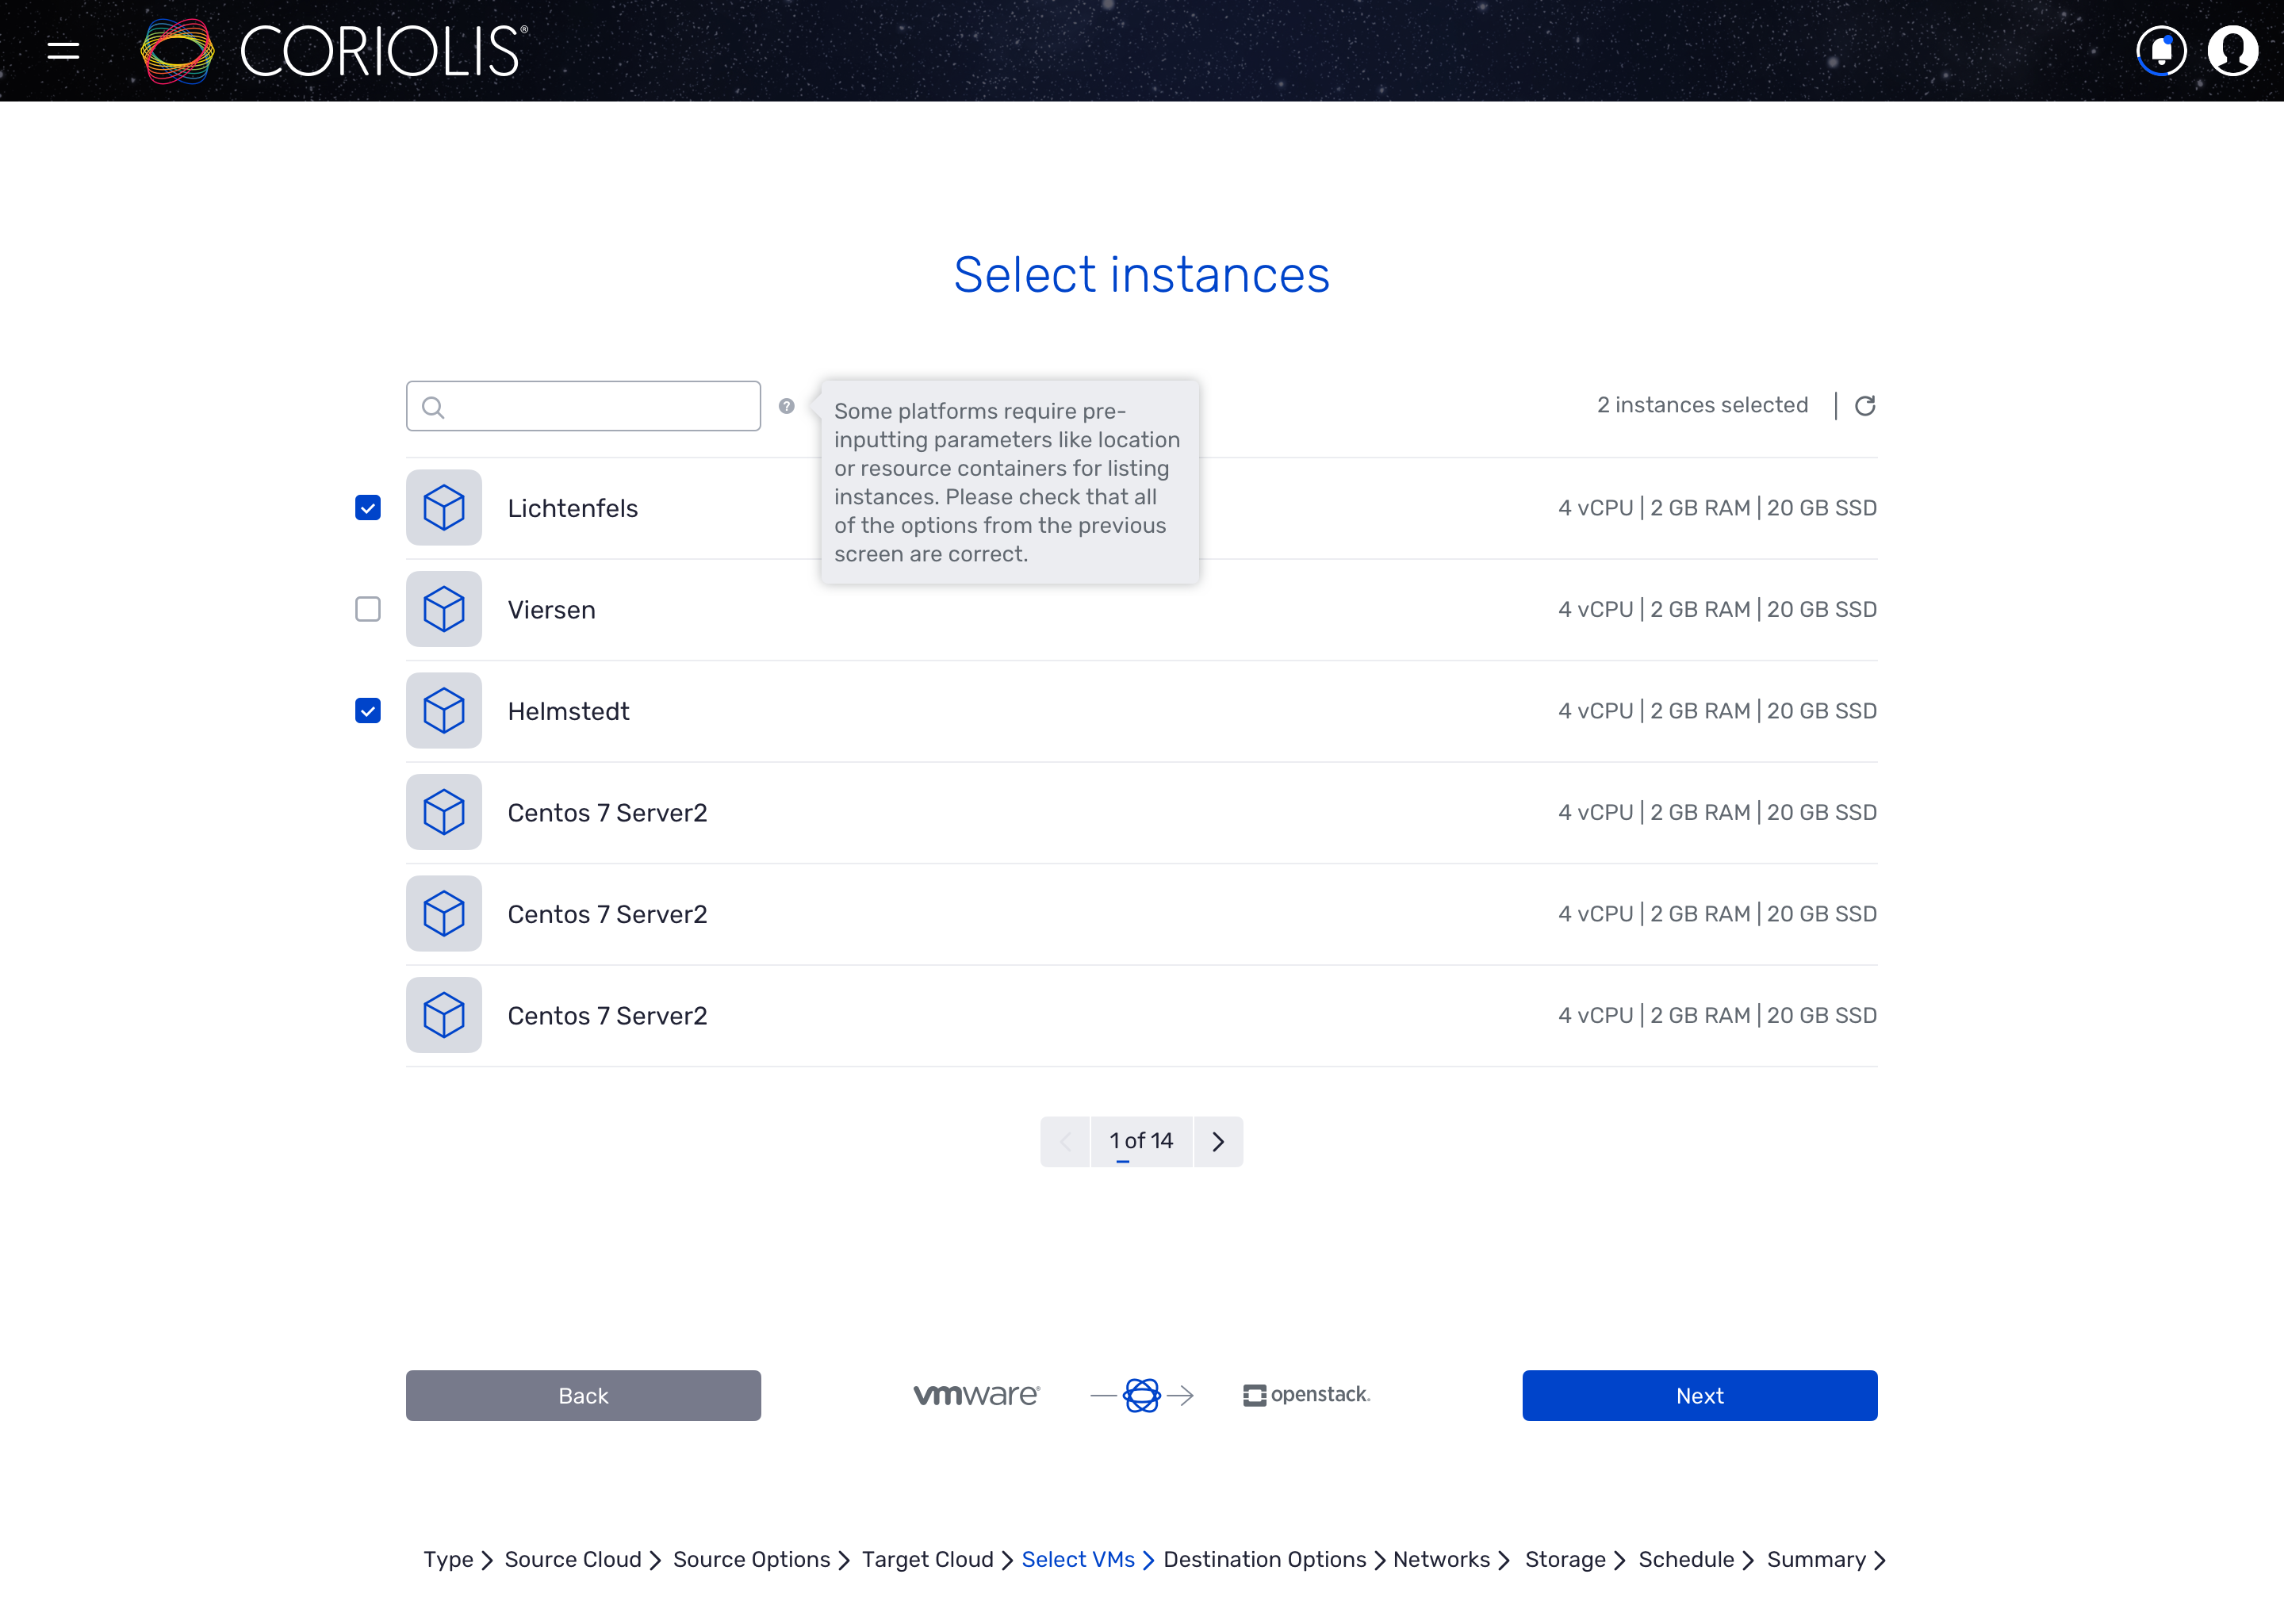 CORIOLIS®
Select instances
?
Some platforms require pre-
inputting parameters like location
or resource containers for listing
instances. Please check that all
of the options from the previous
screen are correct.
2 instances selected
Lichtenfels
4 vCPU | 2 GB RAM | 20 GB SSD
Viersen
4 vCPU | 2 GB RAM | 20 GB SSD
Helmstedt
4 vCPU | 2 GB RAM | 20 GB SSD
Centos 7 Server2
4 vCPU | 2 GB RAM | 20 GB SSD
Centos 7 Server2
4 vCPU | 2 GB RAM | 20 GB SSD
Centos 7 Server2
4 vCPU | 2 GB RAM | 20 GB SSD
1 of 14
Back
vmware®
openstack.
Next
Type > Source Cloud > Source Options > Target Cloud > Select VMs > Destination Options > Networks > Storage > Schedule > Summary >